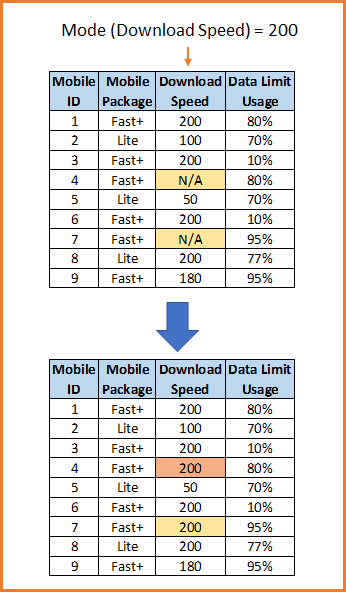 Mode (Download Speed) = 200
Mobile ID Mobile Package Download Speed Data Limit Usage
1 Fast+ 200 80%
2 Lite 100 70%
3 Fast+ 200 10%
4 Fast+ N/A 80%
5 Lite 50 70%
6 Fast+ 200 10%
7 Fast+ N/A 95%
8 Lite 200 77%
9 Fast+ 180 95%
Mobile ID Mobile Package Download Speed Data Limit Usage
1 Fast+ 200 80%
2 Lite 100 70%
3 Fast+ 200 10%
4 Fast+ 200 80%
5 Lite 50 70%
6 Fast+ 200 10%
7 Fast+ 200 95%
8 Lite 200 77%
9 Fast+ 180 95%